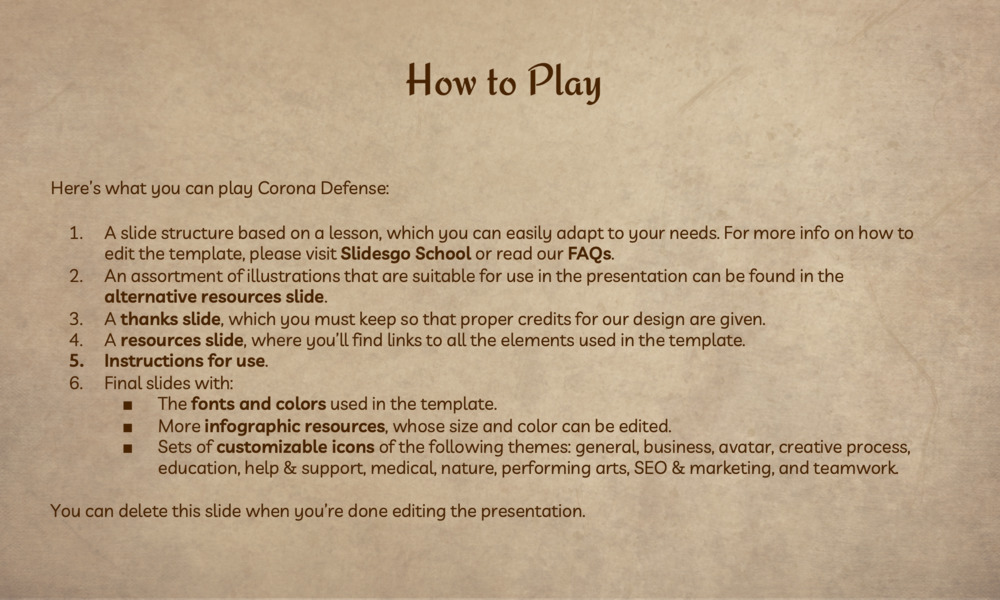 How to Play
Here's what you can play Corona Defense:
1. A slide structure based on a lesson, which you can easily adapt to your needs. For more info on how to
edit the template, please visit Slidesgo School or read our FAQs.
2. An assortment of illustrations that are suitable for use in the presentation can be found in the
alternative resources slide.
3. A thanks slide, which you must keep so that proper credits for our design are given.
4. A resources slide, where you'll find links to all the elements used in the template.
5. Instructions for use.
6. Final slides with:
■ The fonts and colors used in the template.
■ More infographic resources, whose size and color can be edited.
■ Sets of customizable icons of the following themes: general, business, avatar, creative process,
education, help & support, medical, nature, performing arts, SEO & marketing, and teamwork.
You can delete this slide when you're done editing the presentation.